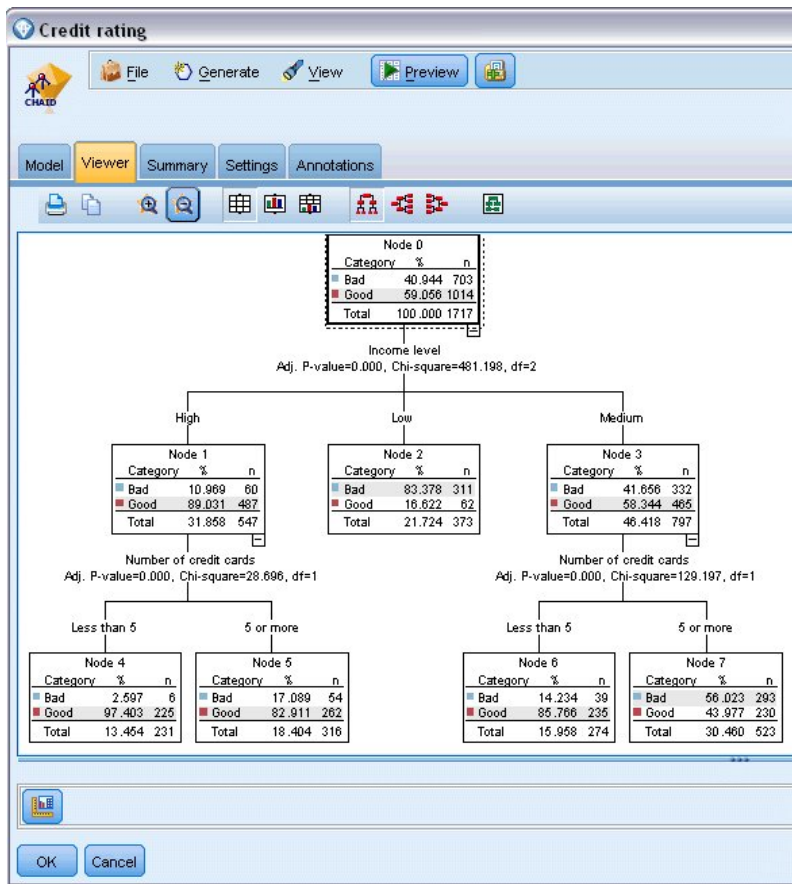 Credit rating
CHAID
File Generate View Preview
Model Viewer Summary Settings Annotations
Node 0
Category % n
Bad 40.944 703
Good 59.056 1014
Total 100.000 1717
Income level
Adj. P-value=0.000, Chi-square=481.198, df=2
High Low Medium
Node 1
Category % n
Bad 10.969 60
Good 89.031 487
Total 31.858 547
Node 2
Category % n
Bad 83.378 311
Good 16.622 62
Total 21.724 373
Node 3
Category % n
Bad 41.656 332
Good 58.344 465
Total 46.418 797
Number of credit cards
Adj. P-value=0.000, Chi-square=28.696, df=1
Number of credit cards
Adj. P-value=0.000, Chi-square=129.197, df=1
Less than 5 5 or more
Less than 5 5 or more
Node 4
Category % n
Bad 2.597 6
Good 97.403 225
Total 13.454 231
Node 5
Category % n
Bad 17.089 54
Good 82.911 262
Total 18.404 316
Node 6
Category % n
Bad 14.234 39
Good 85.766 235
Total 15.958 274
Node 7
Category % n
Bad 56.023 293
Good 43.977 230
Total 30.460 523
OK Cancel